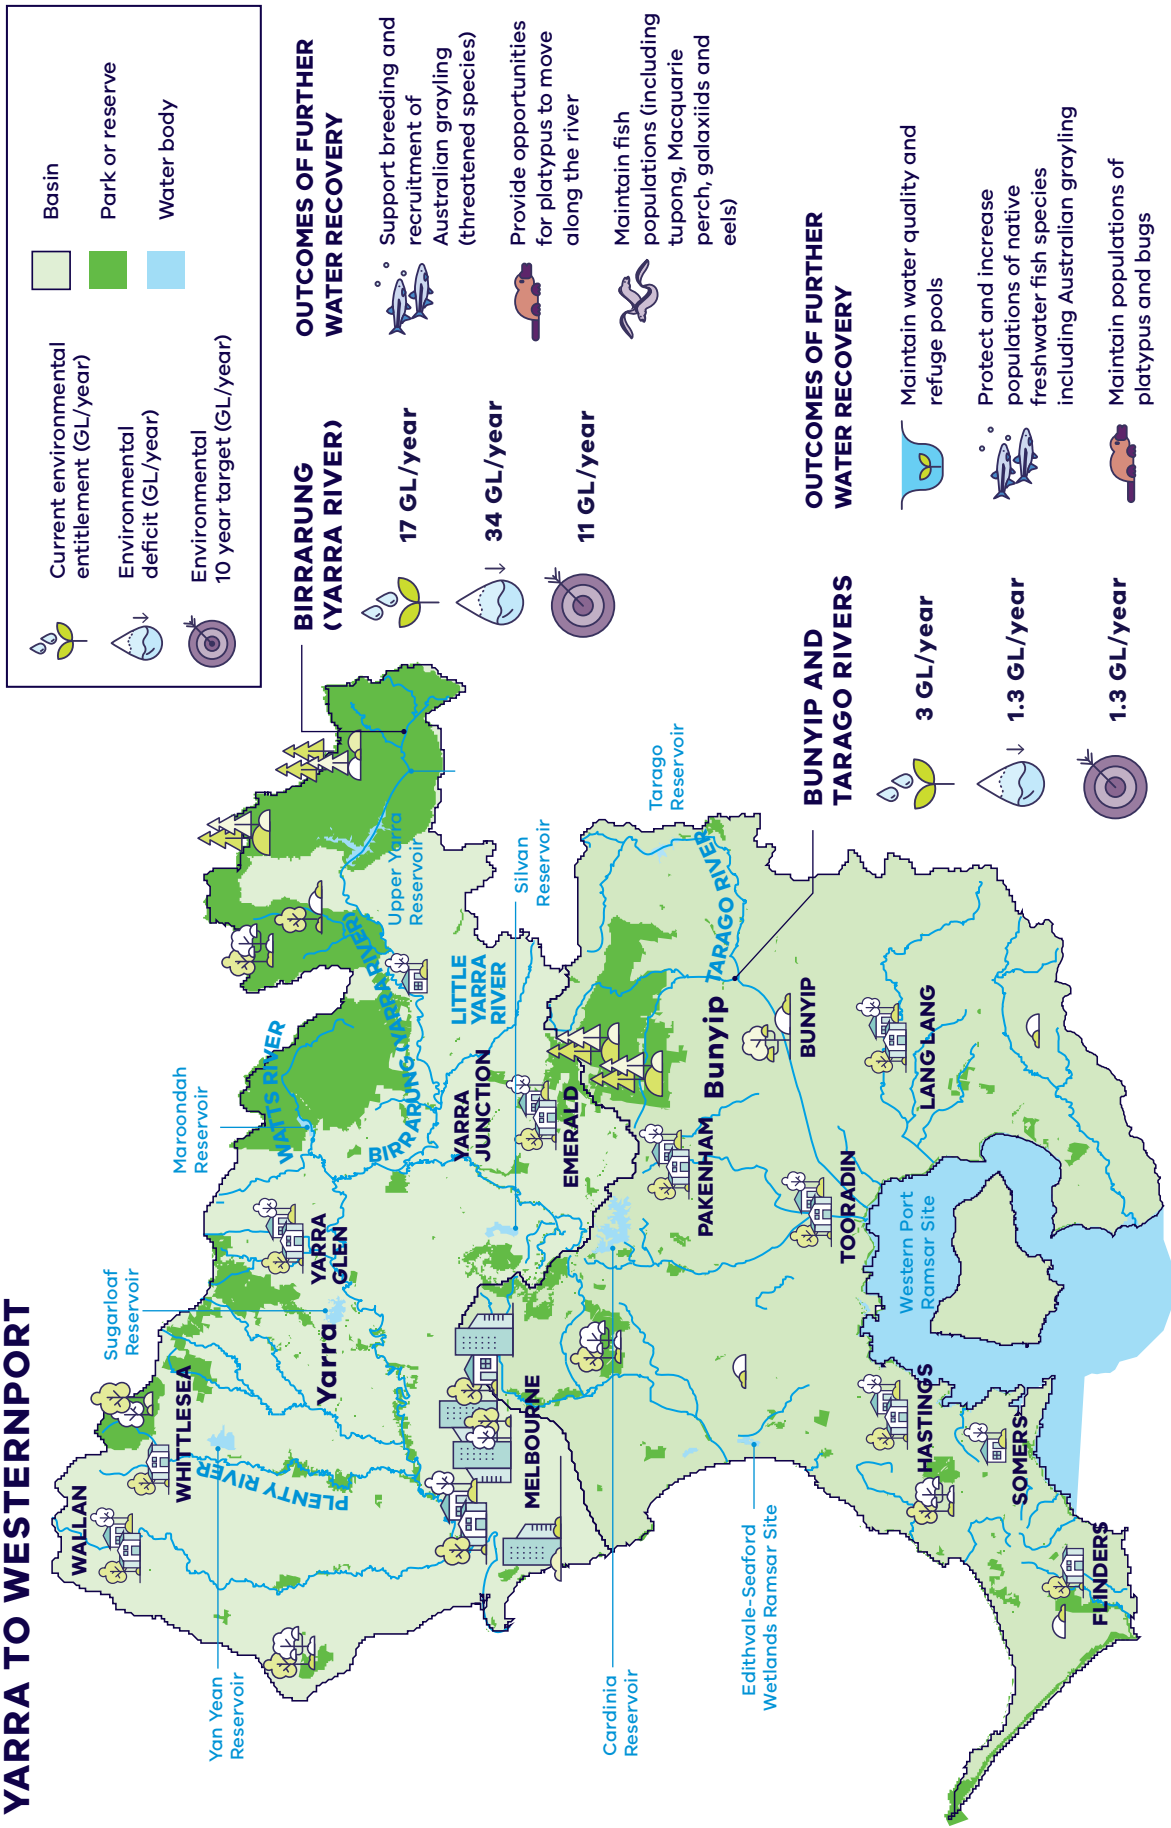 YARRA TO WESTERNPORT
Current environmental
entitlement (GL/year)
Environmental
deficit (GL/year)
Environmental
10 year target (GL/year)
Basin
Park or reserve
Water body
BIRRARUNG
(YARRA RIVER)
17 GL/year
34 GL/year
11 GL/year
OUTCOMES OF FURTHER
WATER RECOVERY
Support breeding and
recruitment of
Australian grayling
(threatened species)
Provide opportunities
for platypus to move
along the river
Maintain fish
populations (including
tupong, Macquarie
perch, galaxiids and
eels)
BUNYIP AND
TARAGO RIVERS
3 GL/year
1.3 GL/year
1.3 GL/year
OUTCOMES OF FURTHER
WATER RECOVERY
Maintain water quality and
refuge pools
Protect and increase
populations of native
freshwater fish species
including Australian grayling
Maintain populations of
platypus and bugs
WALLAN
WHITTLESEA
Sugarloaf
Reservoir
Maroondah
Reservoir
Yan Yean
Reservoir
PLENTY RIVER
WATTS RIVER
YARRA
GLEN
Yarra
BIRRARUNG (YARRA RIVER)
Upper Yarra
Reservoir
LITTLE
YARRA
RIVER
YARRA
JUNCTION
Silvan
Reservoir
MELBOURNE
EMERALD
Cardinia
Reservoir
Tarago
Reservoir
TARAGO RIVER
PAKENHAM
Bunyip
BUNYIP
Edithvale-Seaford
Wetlands Ramsar Site
TOORADIN
Western Port
Ramsar Site
LANG LANG
HASTINGS
SOMERS
FLINDERS